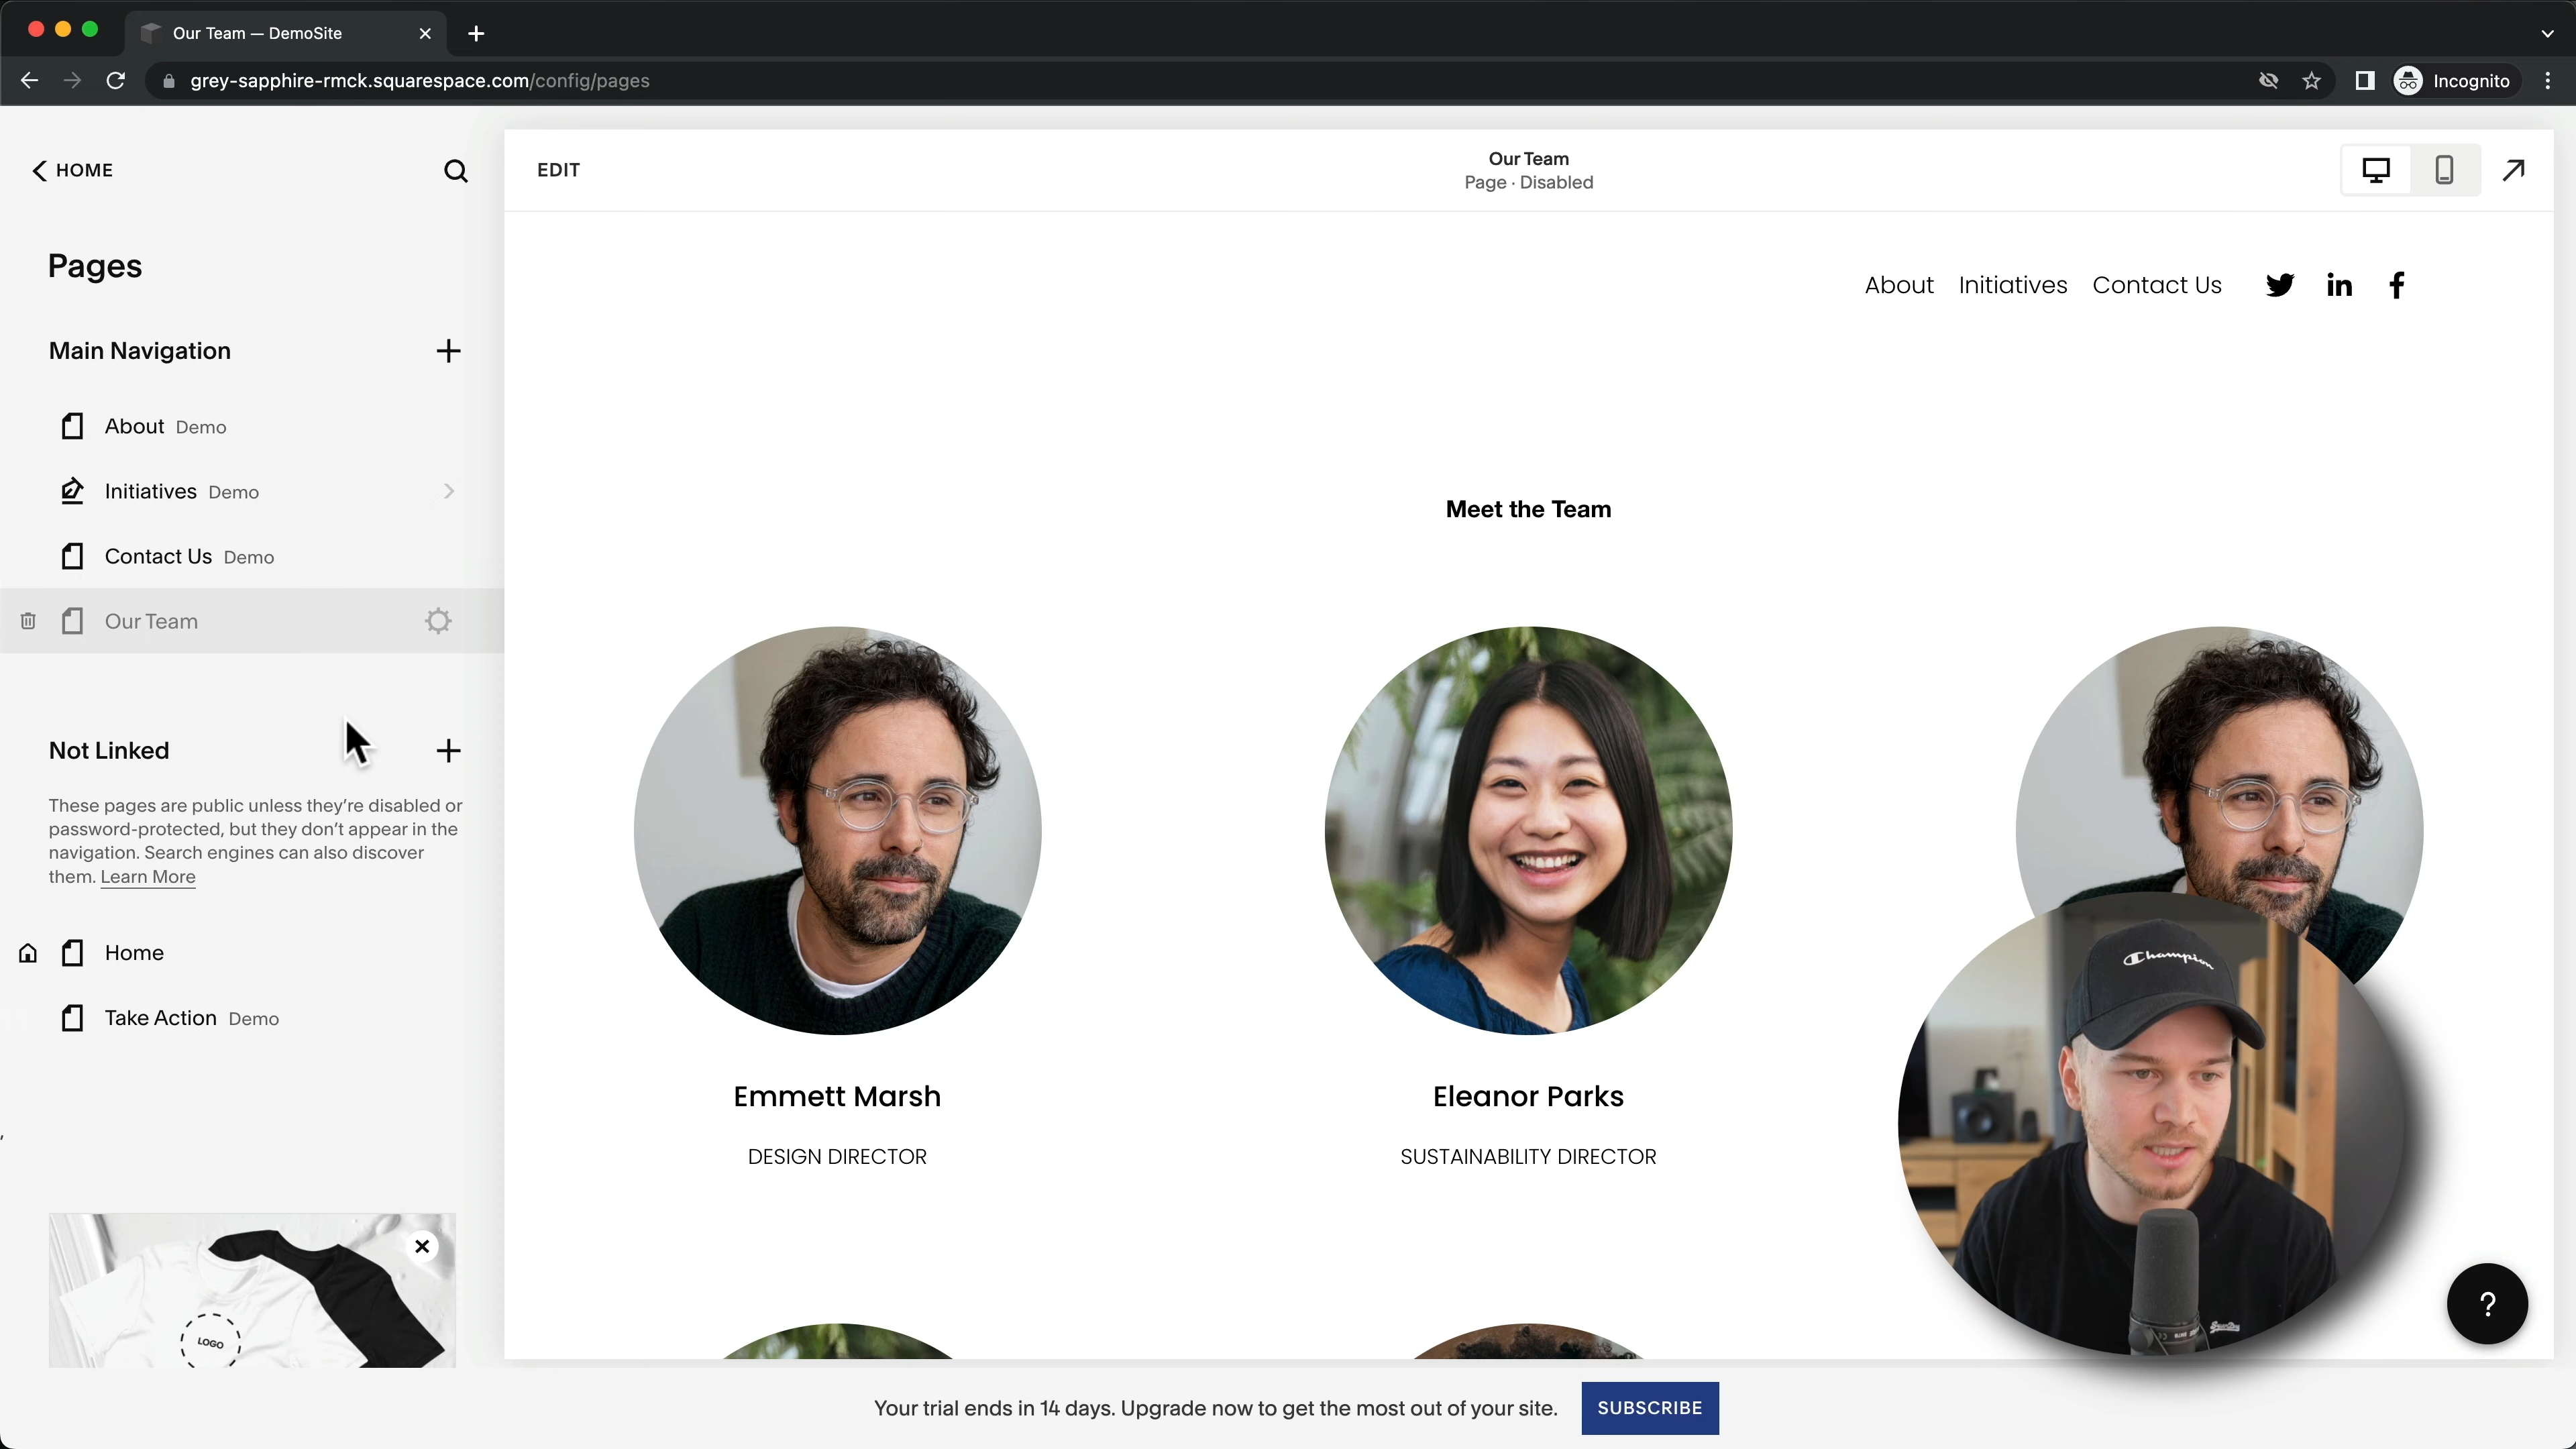 Our Team — DemoSite
grey-sapphire-rmck.squarespace.com/config/pages
Incognito
HOME
EDIT
Our Team
Page · Disabled
Pages
About Initiatives Contact Us
Main Navigation
About Demo
Initiatives Demo
Contact Us Demo
Our Team
Meet the Team
Not Linked
These pages are public unless they're disabled or
password-protected, but they don't appear in the
navigation. Search engines can also discover
them. Learn More
Home
Take Action Demo
Champion
Emmett Marsh
Eleanor Parks
DESIGN DIRECTOR
SUSTAINABILITY DIRECTOR
LOGO
?
Your trial ends in 14 days. Upgrade now to get the most out of your site.
SUBSCRIBE